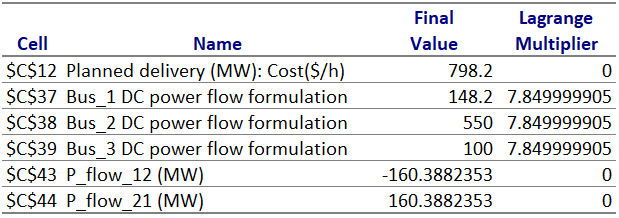 Final Lagrange
Cell Name Value Multiplier
$C$12 Planned delivery (MW): Cost($/h) 798.2 0
$C$37 Bus_1 DC power flow formulation 148.2 7.849999905
$C$38 Bus_2 DC power flow formulation 550 7.849999905
$C$39 Bus_3 DC power flow formulation 100 7.849999905
$C$43 P_flow_12 (MW) -160.3882353 0
$C$44 P_flow_21 (MW) 160.3882353 0